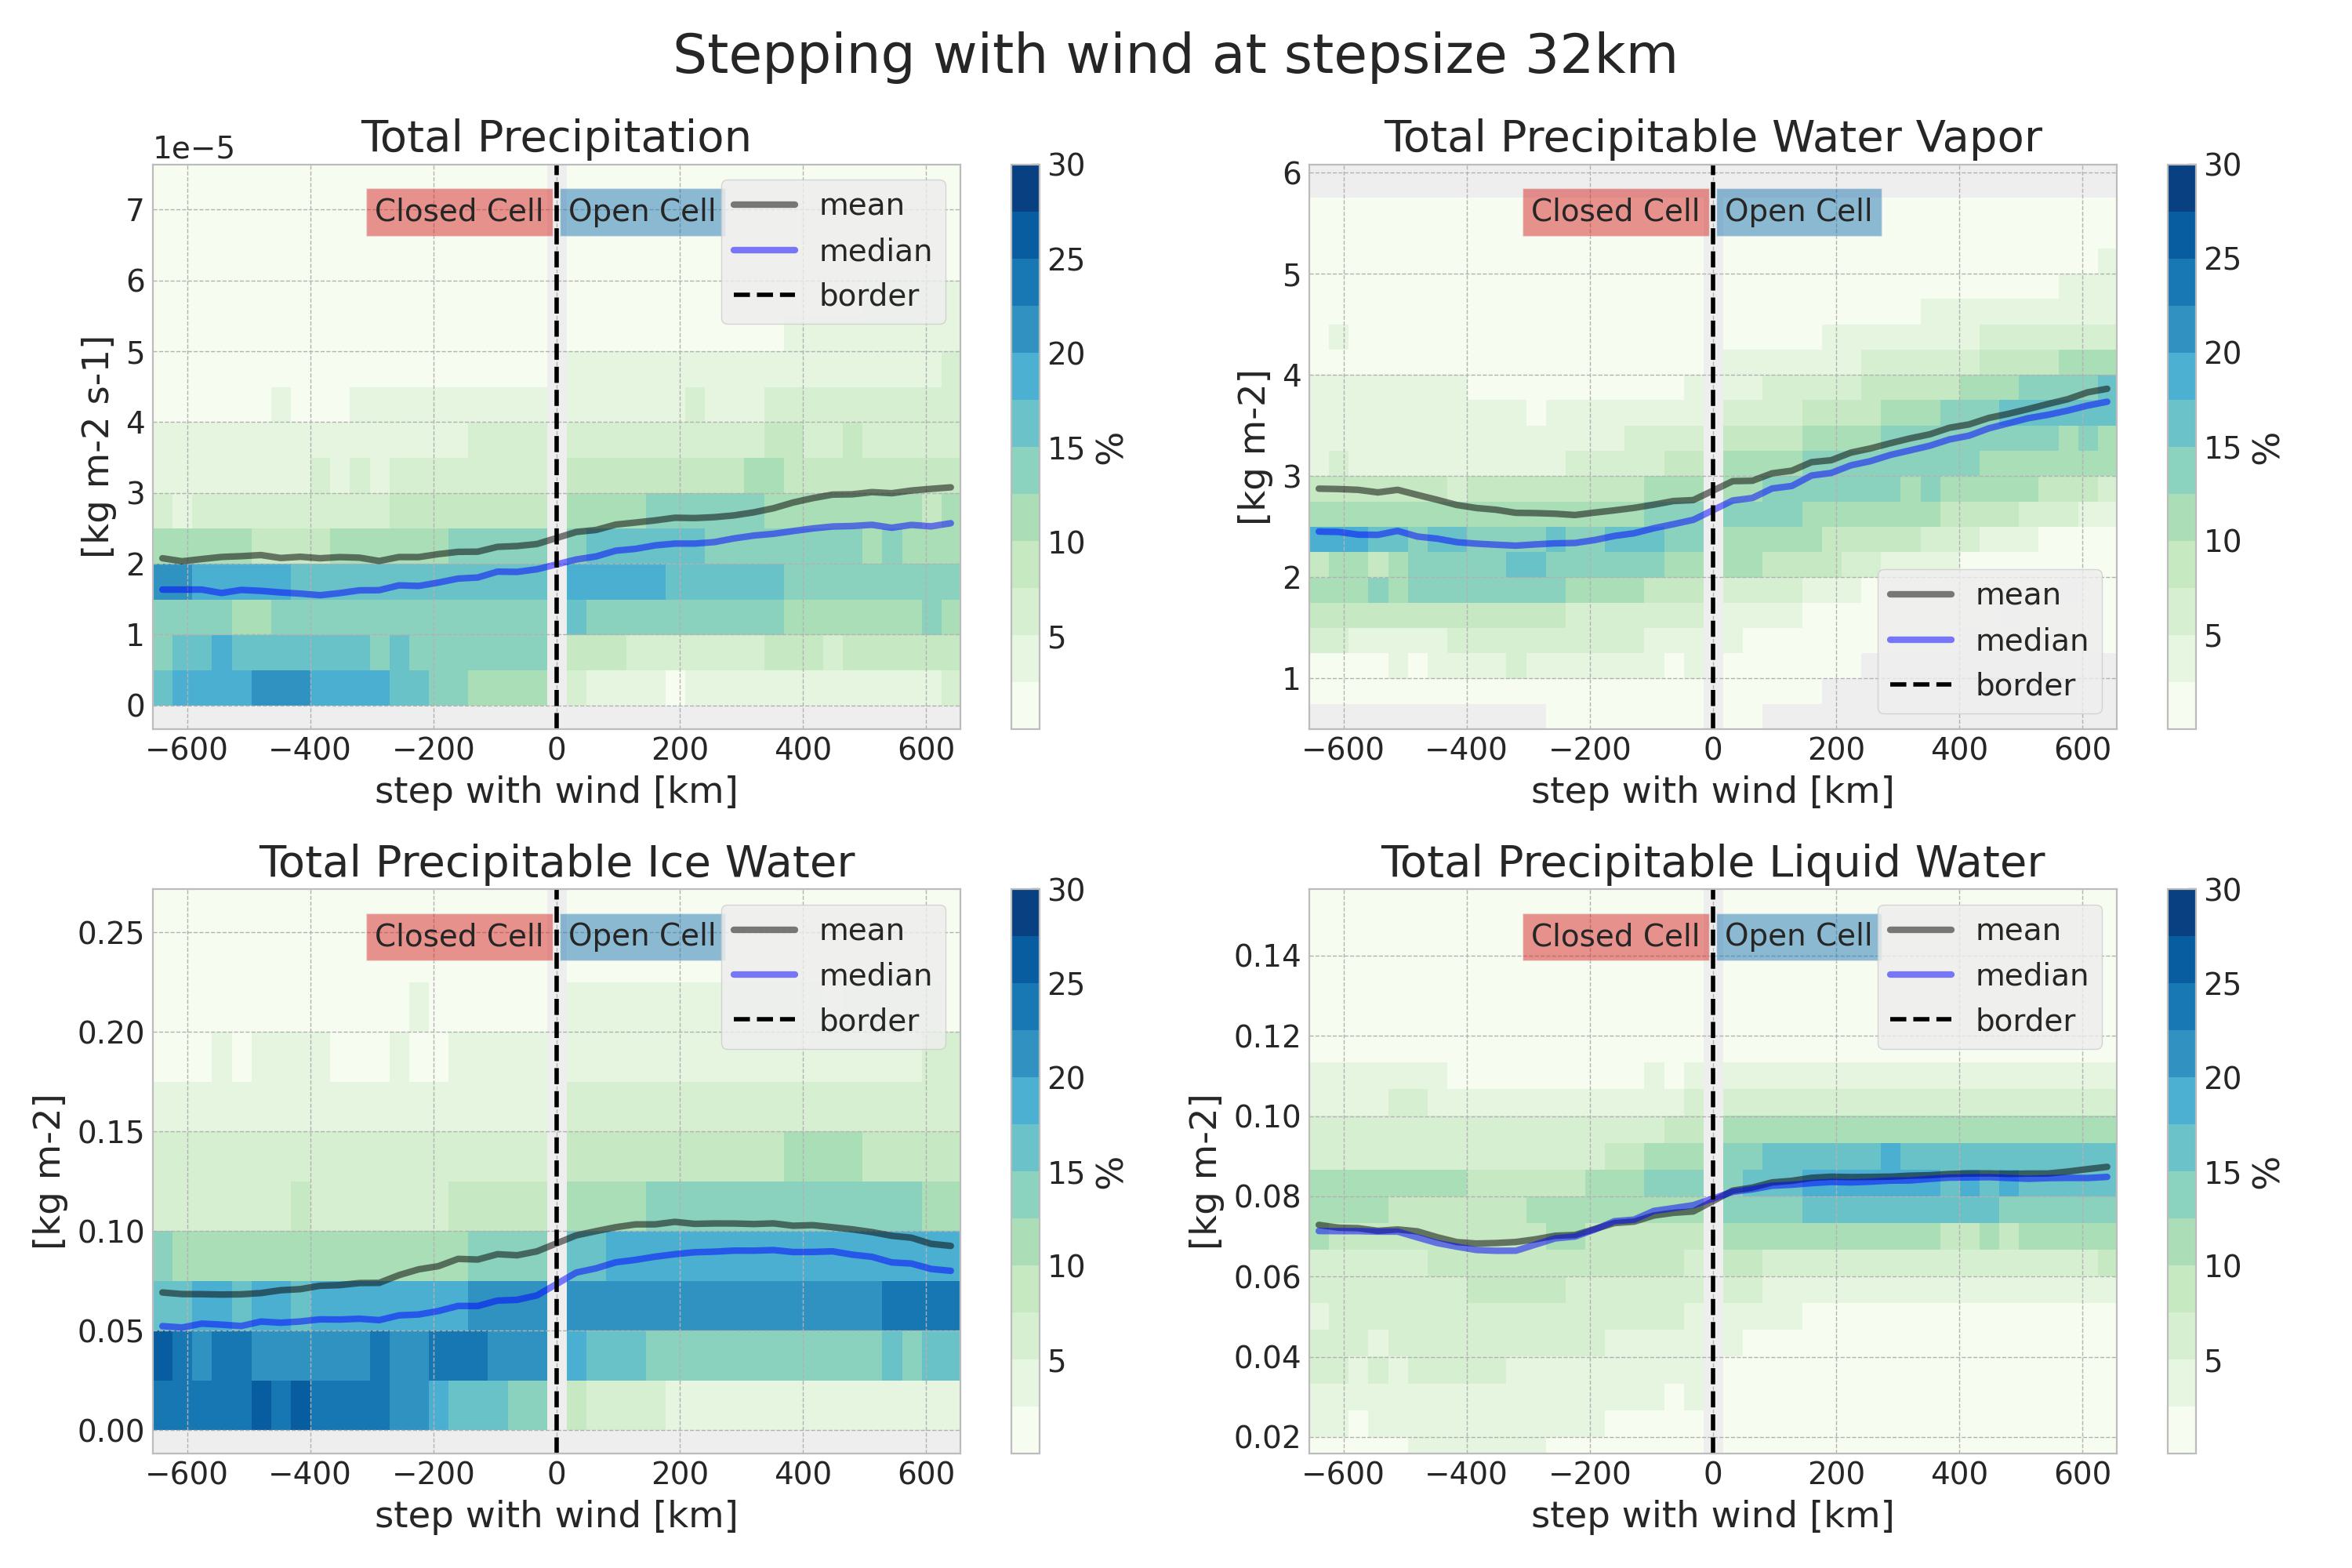 Stepping with wind at stepsize 32km
Total Precipitation
1e−5
[kg m-2 s-1]
7
6
5
4
3
2
1
0
Closed Cell
Open Cell
mean
median
border
−600 −400 −200 0 200 400 600
step with wind [km]
30
25
20
15
10
5
%
Total Precipitable Water Vapor
[kg m-2]
6
5
4
3
2
1
Closed Cell
Open Cell
mean
median
border
−600 −400 −200 0 200 400 600
step with wind [km]
30
25
20
15
10
5
%
Total Precipitable Ice Water
[kg m-2]
0.25
0.20
0.15
0.10
0.05
0.00
Closed Cell
Open Cell
mean
median
border
−600 −400 −200 0 200 400 600
step with wind [km]
30
25
20
15
10
5
%
Total Precipitable Liquid Water
[kg m-2]
0.14
0.12
0.10
0.08
0.06
0.04
0.02
Closed Cell
Open Cell
mean
median
border
−600 −400 −200 0 200 400 600
step with wind [km]
30
25
20
15
10
5
%